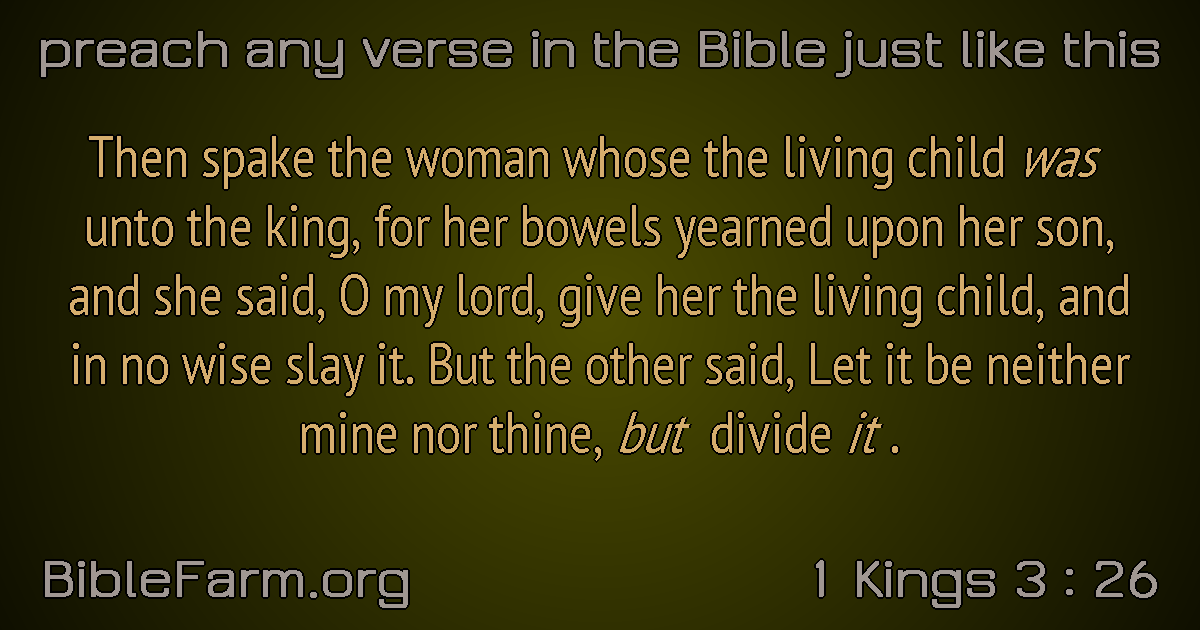 preach any verse in the Bible just like this
Then spake the woman whose the living child was
unto the king, for her bowels yearned upon her son,
and she said, O my lord, give her the living child, and
in no wise slay it. But the other said, Let it be neither
mine nor thine, but divide it .
BibleFarm.org
1 Kings 3 : 26